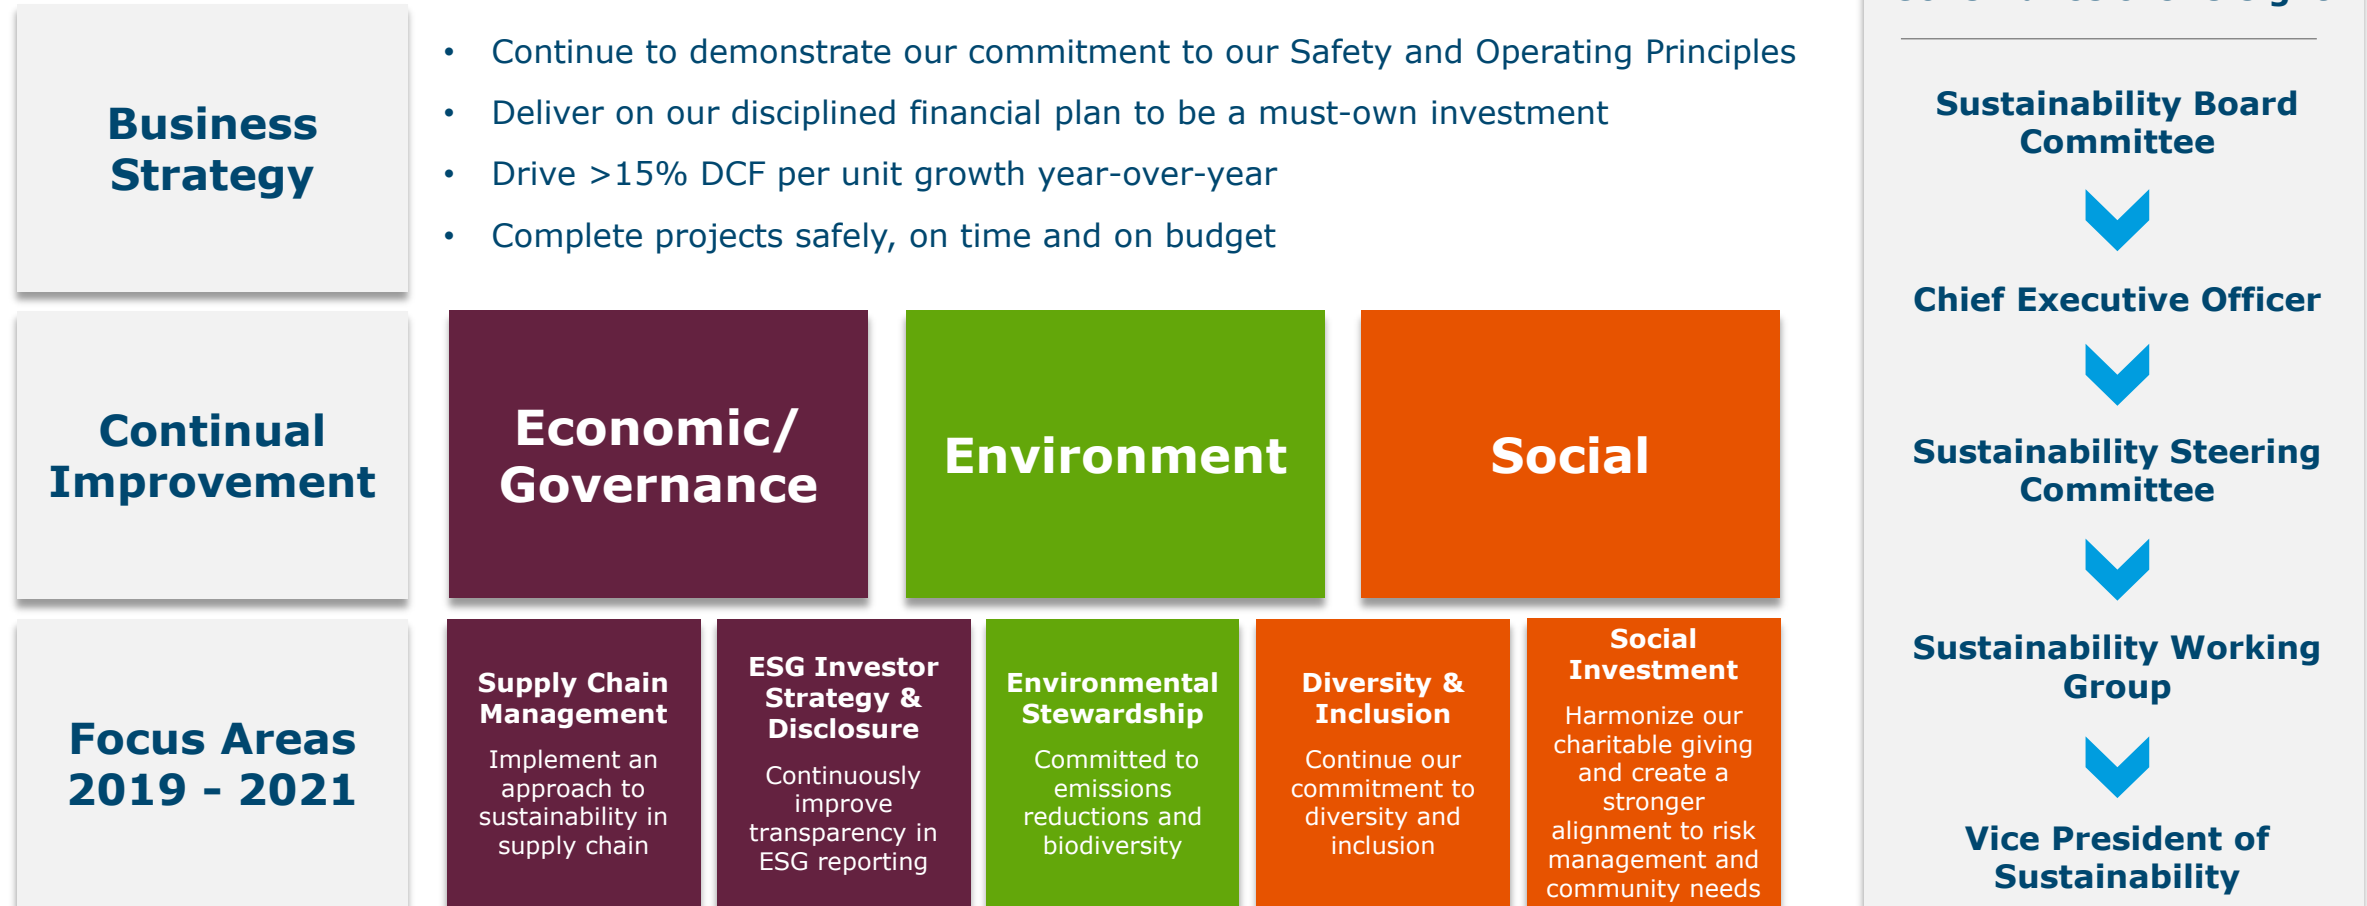 Business
Strategy
• Continue to demonstrate our commitment to our Safety and Operating Principles
• Deliver on our disciplined financial plan to be a must-own investment
• Drive >15% DCF per unit growth year-over-year
• Complete projects safely, on time and on budget
Continual
Improvement
Economic/
Governance
Environment
Social
Focus Areas
2019 - 2021
Supply Chain
Management
Implement an
approach to
sustainability in
supply chain
ESG Investor
Strategy &
Disclosure
Continuously
improve
transparency in
ESG reporting
Environmental
Stewardship
Committed to
emissions
reductions and
biodiversity
Diversity &
Inclusion
Continue our
commitment to
diversity and
inclusion
Social
Investment
Harmonize our
charitable giving
and create a
stronger
alignment to risk
management and
community needs
Sustainability Board
Committee
Chief Executive Officer
Sustainability Steering
Committee
Sustainability Working
Group
Vice President of
Sustainability